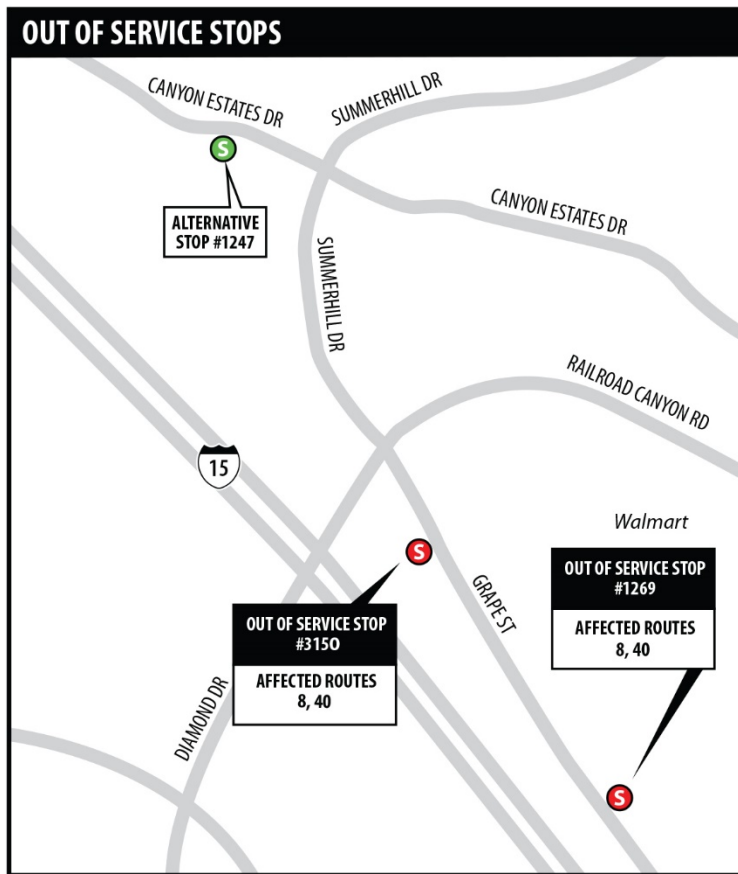 OUT OF SERVICE STOPS
CANYON ESTATES DR
SUMMERHILL DR
ALTERNATIVE
STOP #1247
CANYON ESTATES DR
SUMMERHILL DR
RAILROAD CANYON RD
15
Walmart
S
S
OUT OF SERVICE STOP
#1269
AFFECTED ROUTES
8, 40
GRAPE ST
OUT OF SERVICE STOP
#3150
AFFECTED ROUTES
8, 40
DIAMOND DR
S